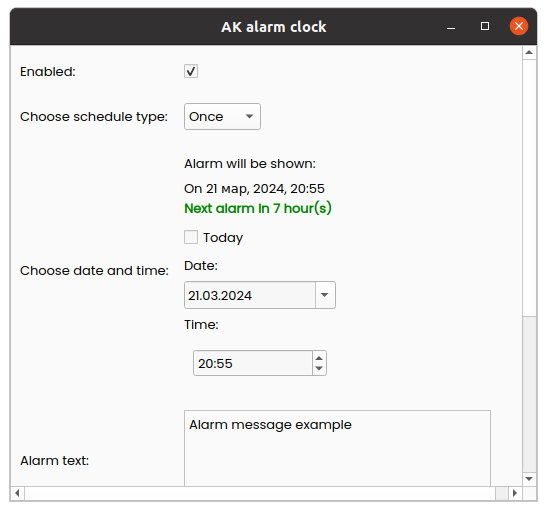 AK alarm clock
Enabled:
Choose schedule type:
Once
Alarm will be shown:
On 21 мар, 2024, 20:55
Next alarm in 7 hour(s)
Today
Choose date and time:
Date:
21.03.2024
Time:
20:55
Alarm message example
Alarm text: